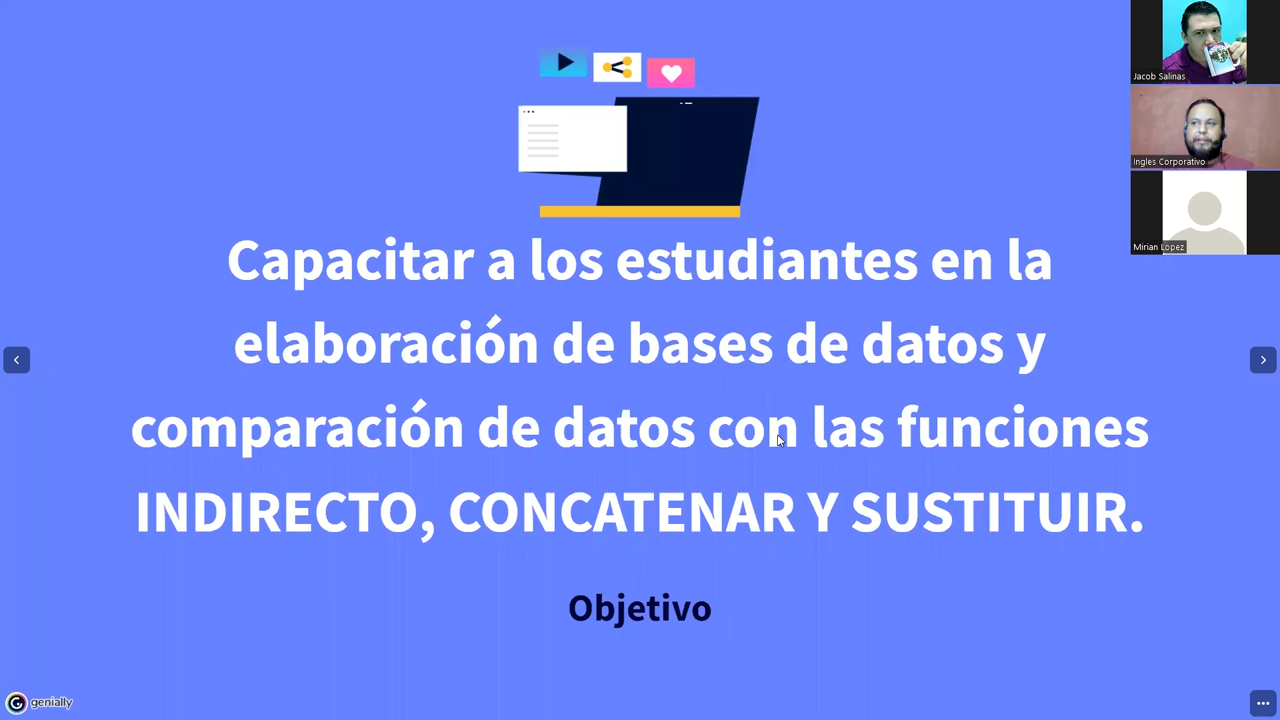 Capacitar a los estudiantes en la
elaboración de bases de datos y
comparación de datos con las funciones
INDIRECTO, CONCATENAR Y SUSTITUIR.
Objetivo
genially
Jacob Salinas
Ingles Corporativo
Mirian Lopez